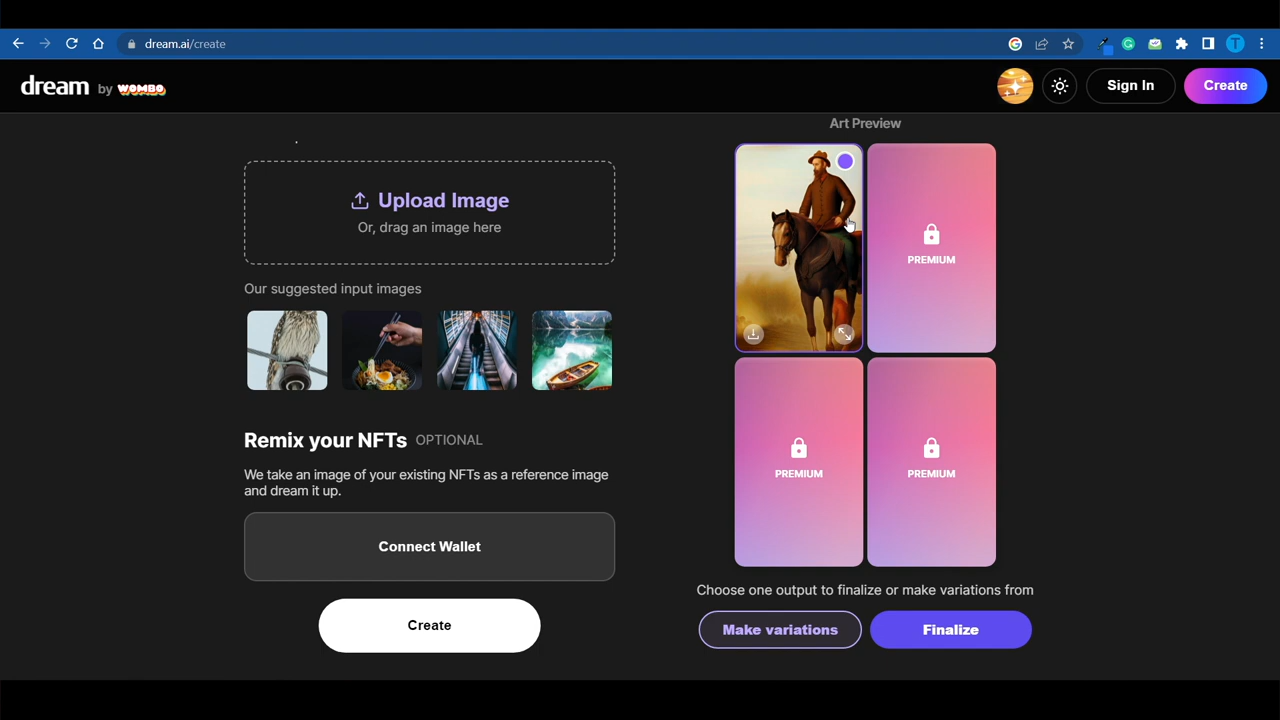 dream.ai/create
T
dream by WOMBO
Sign In
Create
Art Preview
Upload Image
Or, drag an image here
Our suggested input images
PREMIUM
Remix your NFTs OPTIONAL
We take an image of your existing NFTs as a reference image
and dream it up.
Connect Wallet
Create
PREMIUM
PREMIUM
Choose one output to finalize or make variations from
Make variations
Finalize